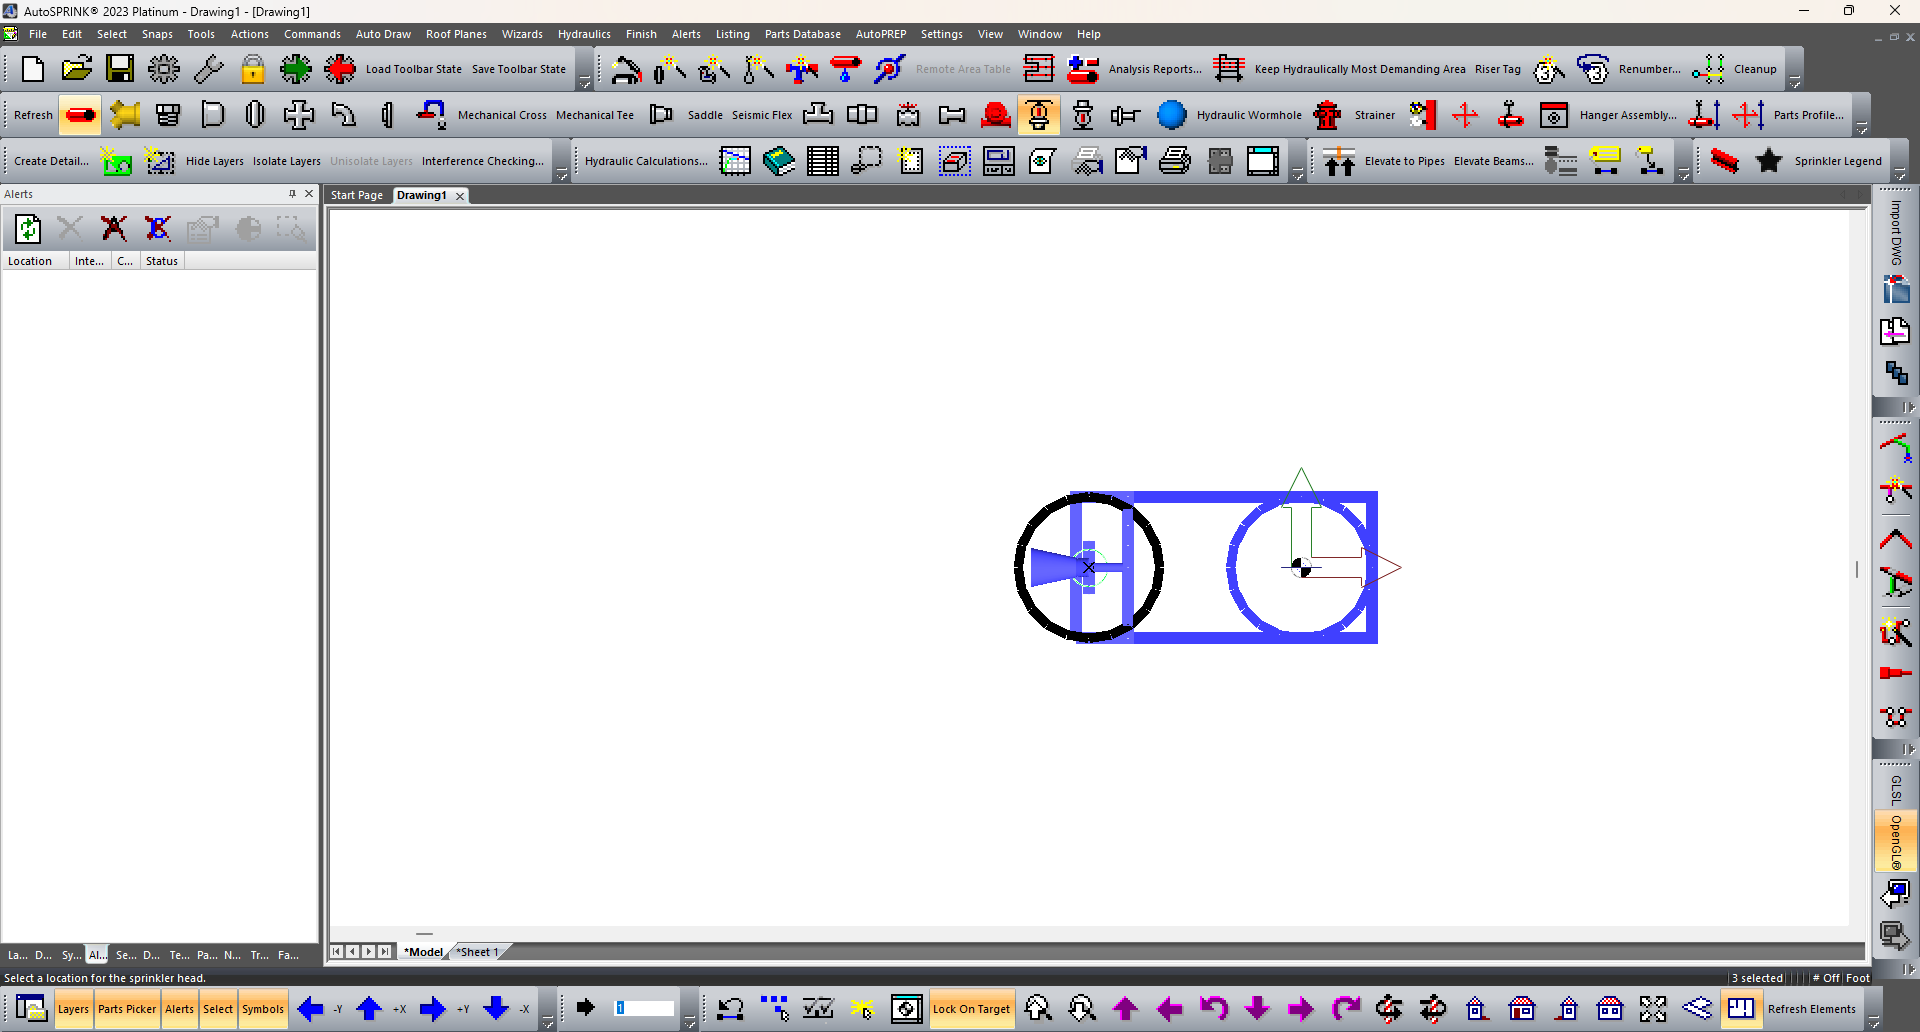 AutoSPRINK® 2023 Platinum - Drawing1 - [Drawing1]
File Edit Select Snaps Tools Actions Commands Auto Draw Roof Planes Wizards Hydraulics Finish Alerts Listing Parts Database AutoPREP Settings View Window Help
Load Toolbar State Save Toolbar State Remote Area Table Analysis Reports... Keep Hydraulically Most Demanding Area Riser Tag Renumber... Cleanup
Refresh Mechanical Cross Mechanical Tee Saddle Seismic Flex Hydraulic Wormhole Strainer Hanger Assembly... Parts Profile...
Create Detail... Hide Layers Isolate Layers Unisolate Layers Interference Checking... Hydraulic Calculations... Elevate to Pipes Elevate Beams... Sprinkler Legend
Alerts
Start Page Drawing1
Import DWG
Location Inte... C... Status
GLSL
OpenGL®
La... D... Sy... Al... Se... D... Te... Pa... N... Tr... Fa...
*Model *Sheet 1
Select a location for the sprinkler head. 3 selected # Off Foot
Layers Parts Picker Alerts Select Symbols -Y +X +Y -X 1 Lock On Target Refresh Elements